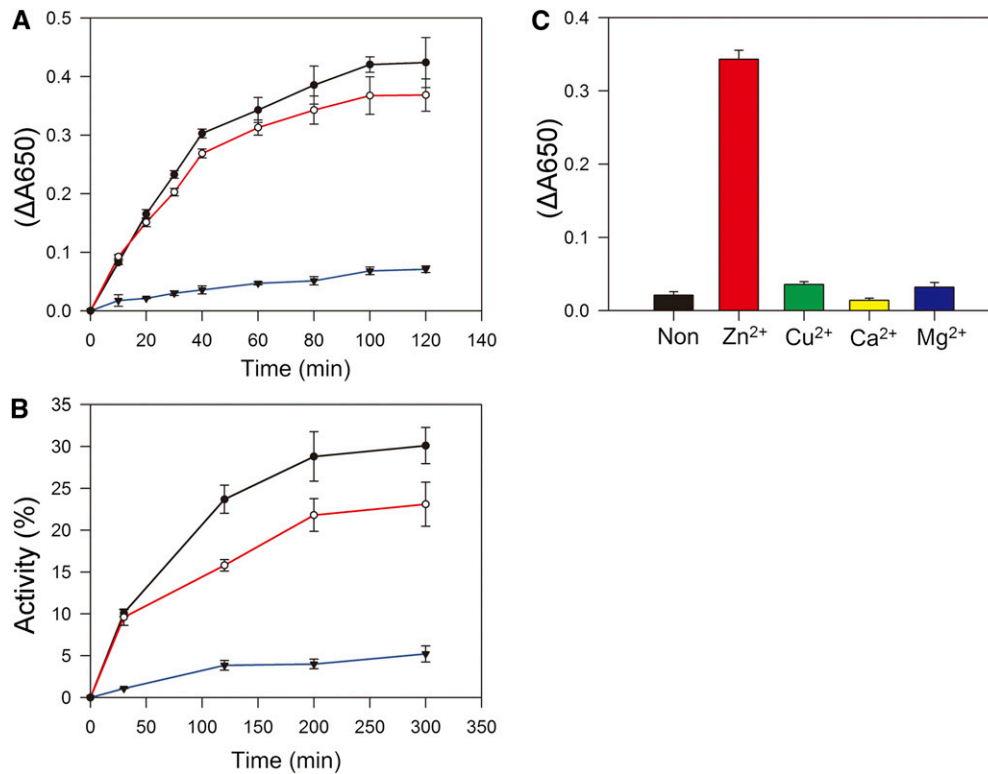 A
(ΔA650)
0.5
0.4
0.3
0.2
0.1
0.0
0 20 40 60 80 100 120 140
Time (min)
C
(ΔA650)
0.4
0.3
0.2
0.1
0.0
Non Zn²⁺ Cu²⁺ Ca²⁺ Mg²⁺
B
Activity (%)
35
30
25
20
15
10
5
0
0 50 100 150 200 250 300 350
Time (min)